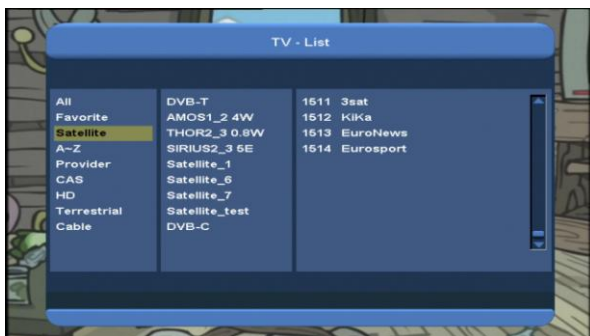 TV - List
All
Favorite
Satellite
A~Z
Provider
CAS
HD
Terrestrial
Cable
DVB-T
AMOS1_2 4W
THOR2_3 0.8W
SIRIUS2_3 5E
Satellite_1
Satellite_6
Satellite_7
Satellite_test
DVB-C
1511 3sat
1512 KiKa
1513 EuroNews
1514 Eurosport